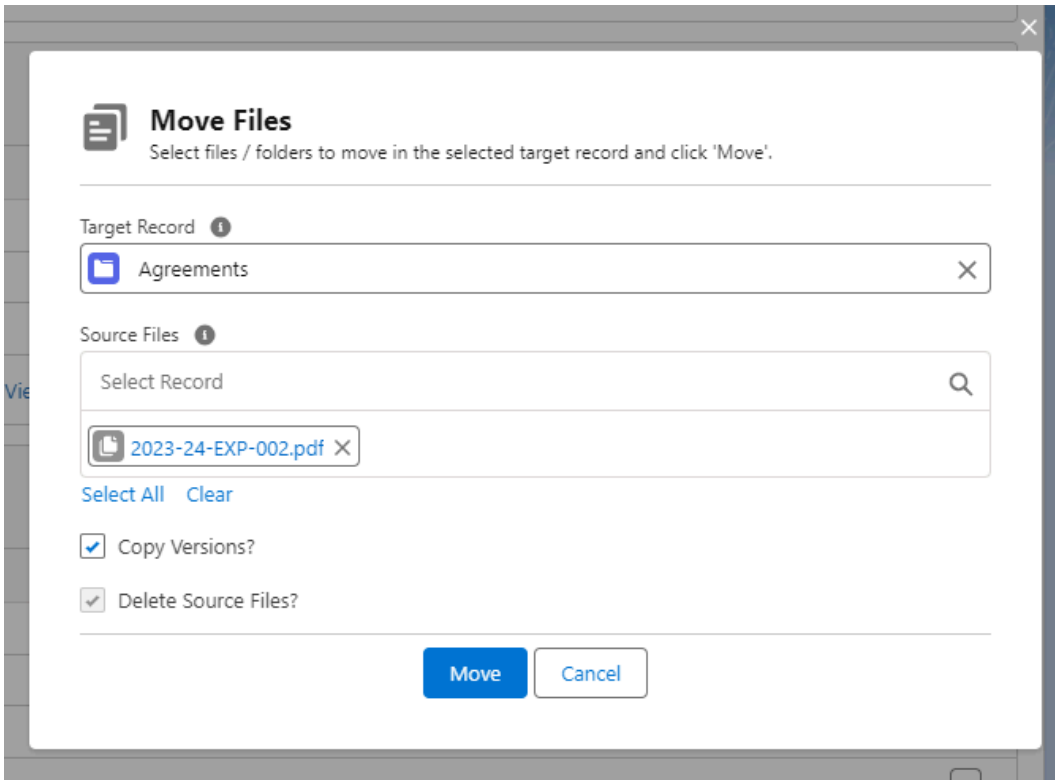 Move Files
Select files / folders to move in the selected target record and click 'Move'.
Target Record
Agreements
Source Files
Select Record
Vie
2023-24-EXP-002.pdf
Select All Clear
Copy Versions?
Delete Source Files?
Move Cancel